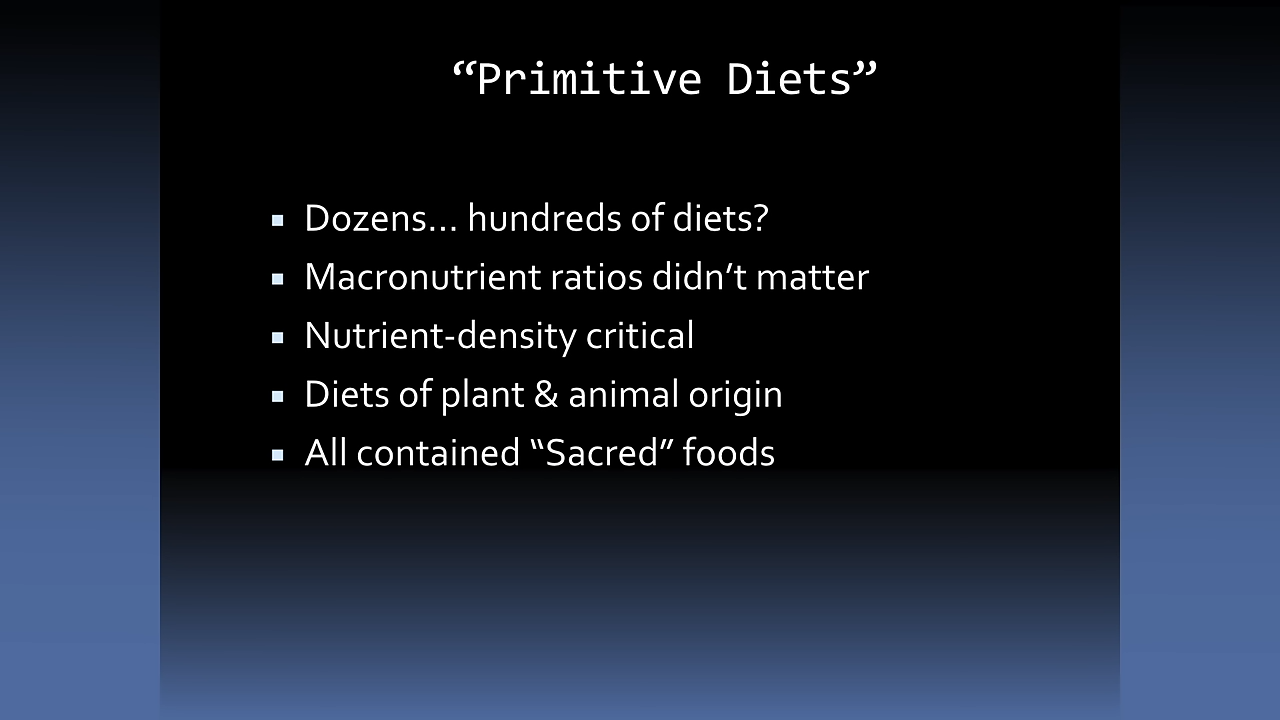 “Primitive Diets”
Dozens... hundreds of diets?
Macronutrient ratios didn’t matter
Nutrient-density critical
Diets of plant & animal origin
All contained “Sacred” foods